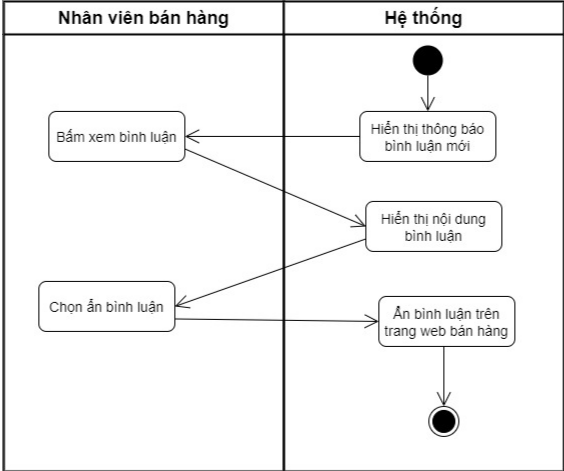 Nhân viên bán hàng
Hệ thống
Hiển thị thông báo
bình luận mới
Bấm xem bình luận
Hiển thị nội dung
bình luận
Chọn ẩn bình luận
Ẩn bình luận trên
trang web bán hàng